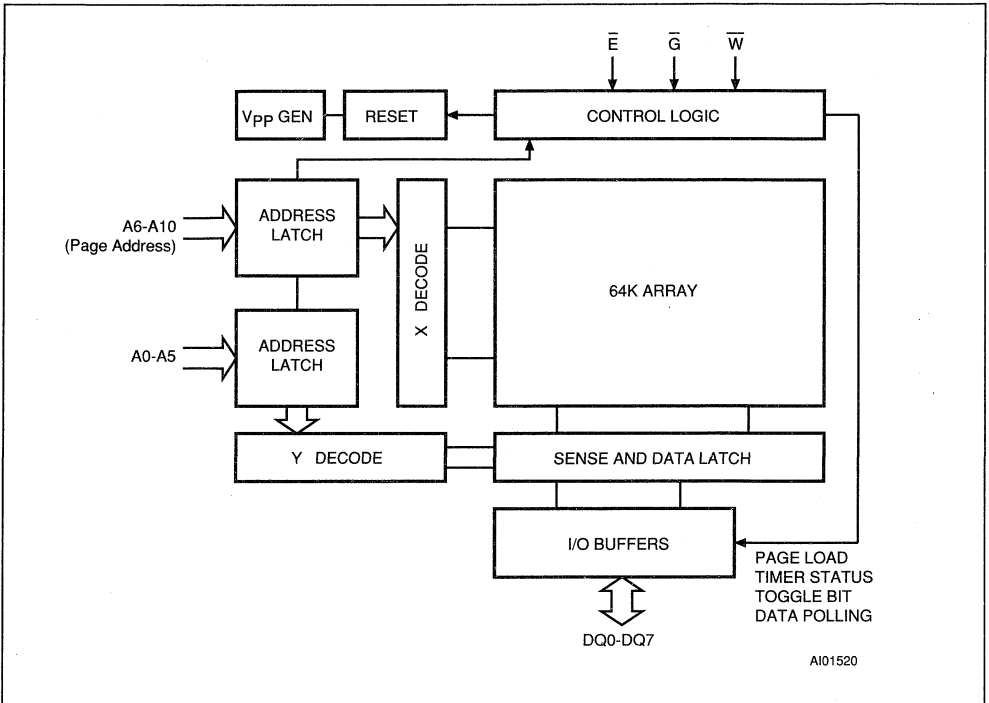 E̅ G̅ W̅
VPP GEN
RESET
CONTROL LOGIC
A6-A10
(Page Address)
ADDRESS
LATCH
X DECODE
64K ARRAY
A0-A5
ADDRESS
LATCH
Y DECODE
SENSE AND DATA LATCH
I/O BUFFERS
PAGE LOAD
TIMER STATUS
TOGGLE BIT
DATA POLLING
DQ0-DQ7
AI01520